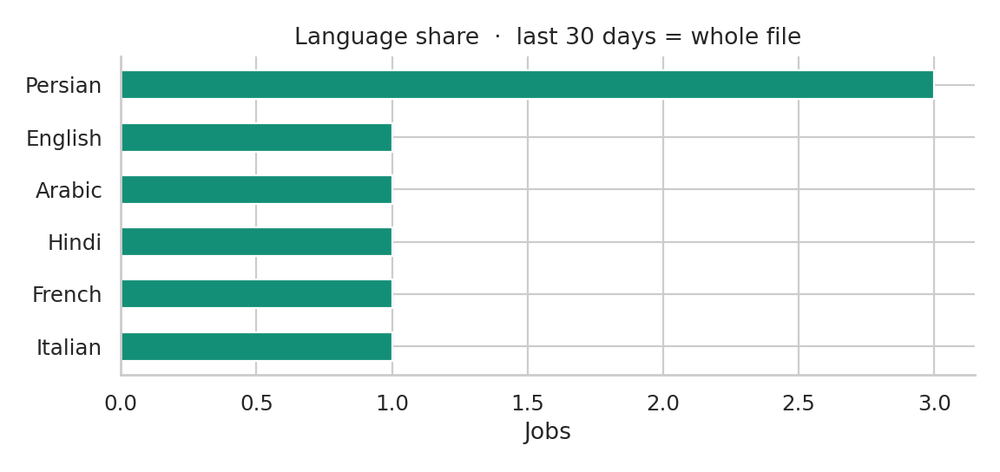 Language share · last 30 days = whole file
Persian
English
Arabic
Hindi
French
Italian
0.0 0.5 1.0 1.5 2.0 2.5 3.0
Jobs